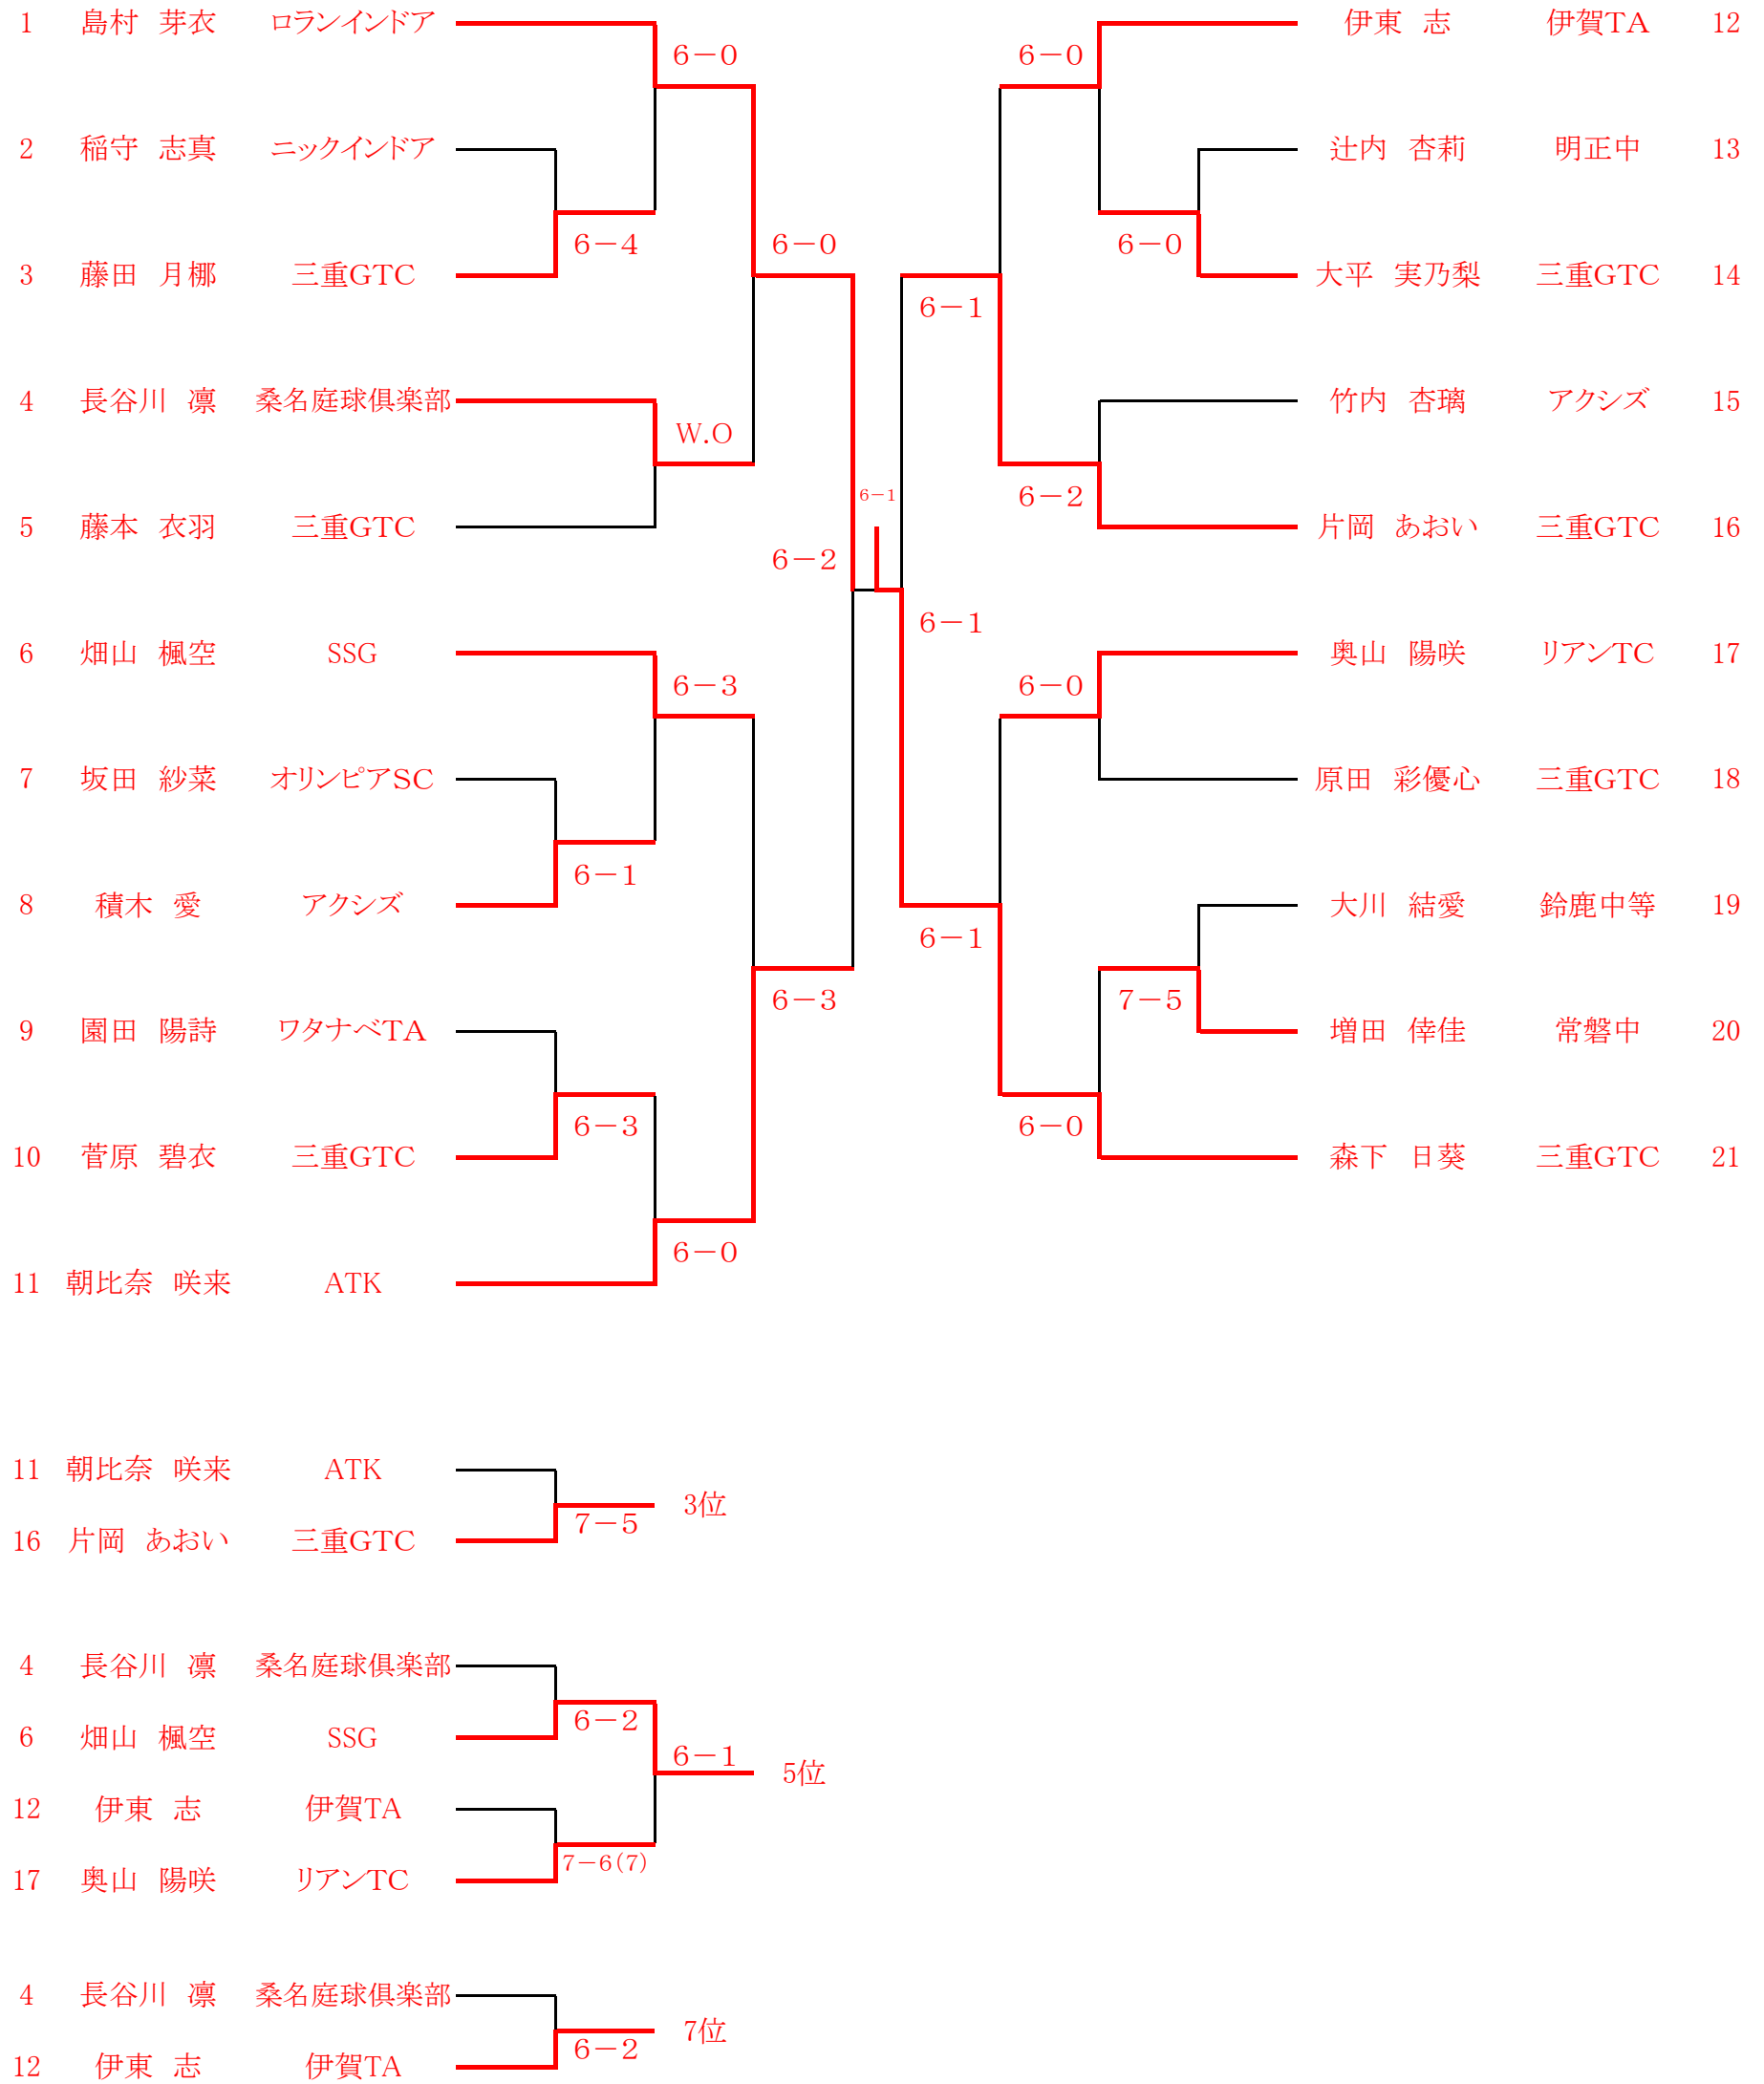 1 島村 芽衣 ロランインドア
6－0
2 稲守 志真 ニックインドア
6－4
3 藤田 月梛 三重GTC
6－0
4 長谷川 凛 桑名庭球倶楽部
W.O
5 藤本 衣羽 三重GTC
6－2
6 畑山 楓空 SSG
6－3
7 坂田 紗菜 オリンピアSC
6－1
8 積木 愛 アクシズ
6－3
9 園田 陽詩 ワタナベTA
6－3
10 菅原 碧衣 三重GTC
6－0
11 朝比奈 咲来 ATK
6－1
伊東 志 伊賀TA 12
6－0
辻内 杏莉 明正中 13
6－0
大平 実乃梨 三重GTC 14
6－1
竹内 杏璃 アクシズ 15
6－2
片岡 あおい 三重GTC 16
6－1
奥山 陽咲 リアンTC 17
6－0
原田 彩優心 三重GTC 18
6－1
大川 結愛 鈴鹿中等 19
7－5
増田 倖佳 常磐中 20
6－0
森下 日葵 三重GTC 21
11 朝比奈 咲来 ATK
7－5 3位
16 片岡 あおい 三重GTC
4 長谷川 凛 桑名庭球倶楽部
6－2
6 畑山 楓空 SSG
6－1 5位
12 伊東 志 伊賀TA
7－6(7)
17 奥山 陽咲 リアンTC
4 長谷川 凛 桑名庭球倶楽部
6－2 7位
12 伊東 志 伊賀TA